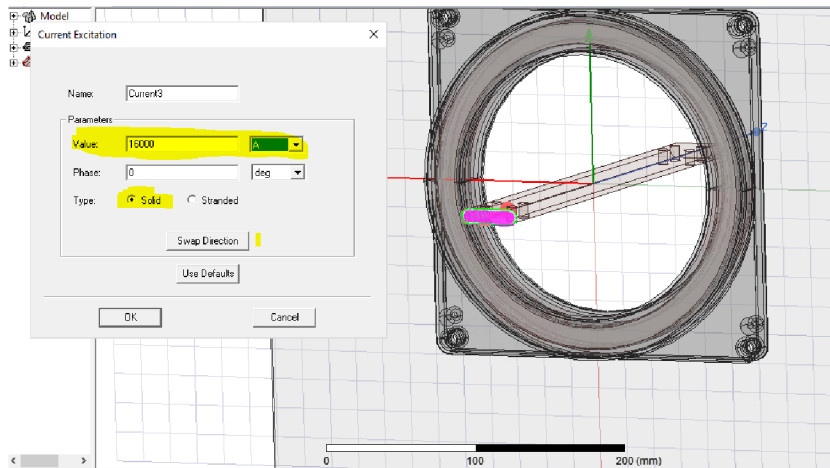 Model
Current Excitation
Name: Current3
Parameters
Value: 16000 A
Phase: 0 deg
Type: Solid Stranded
Swap Direction
Use Defaults
OK Cancel
Z
0 100 200 (mm)